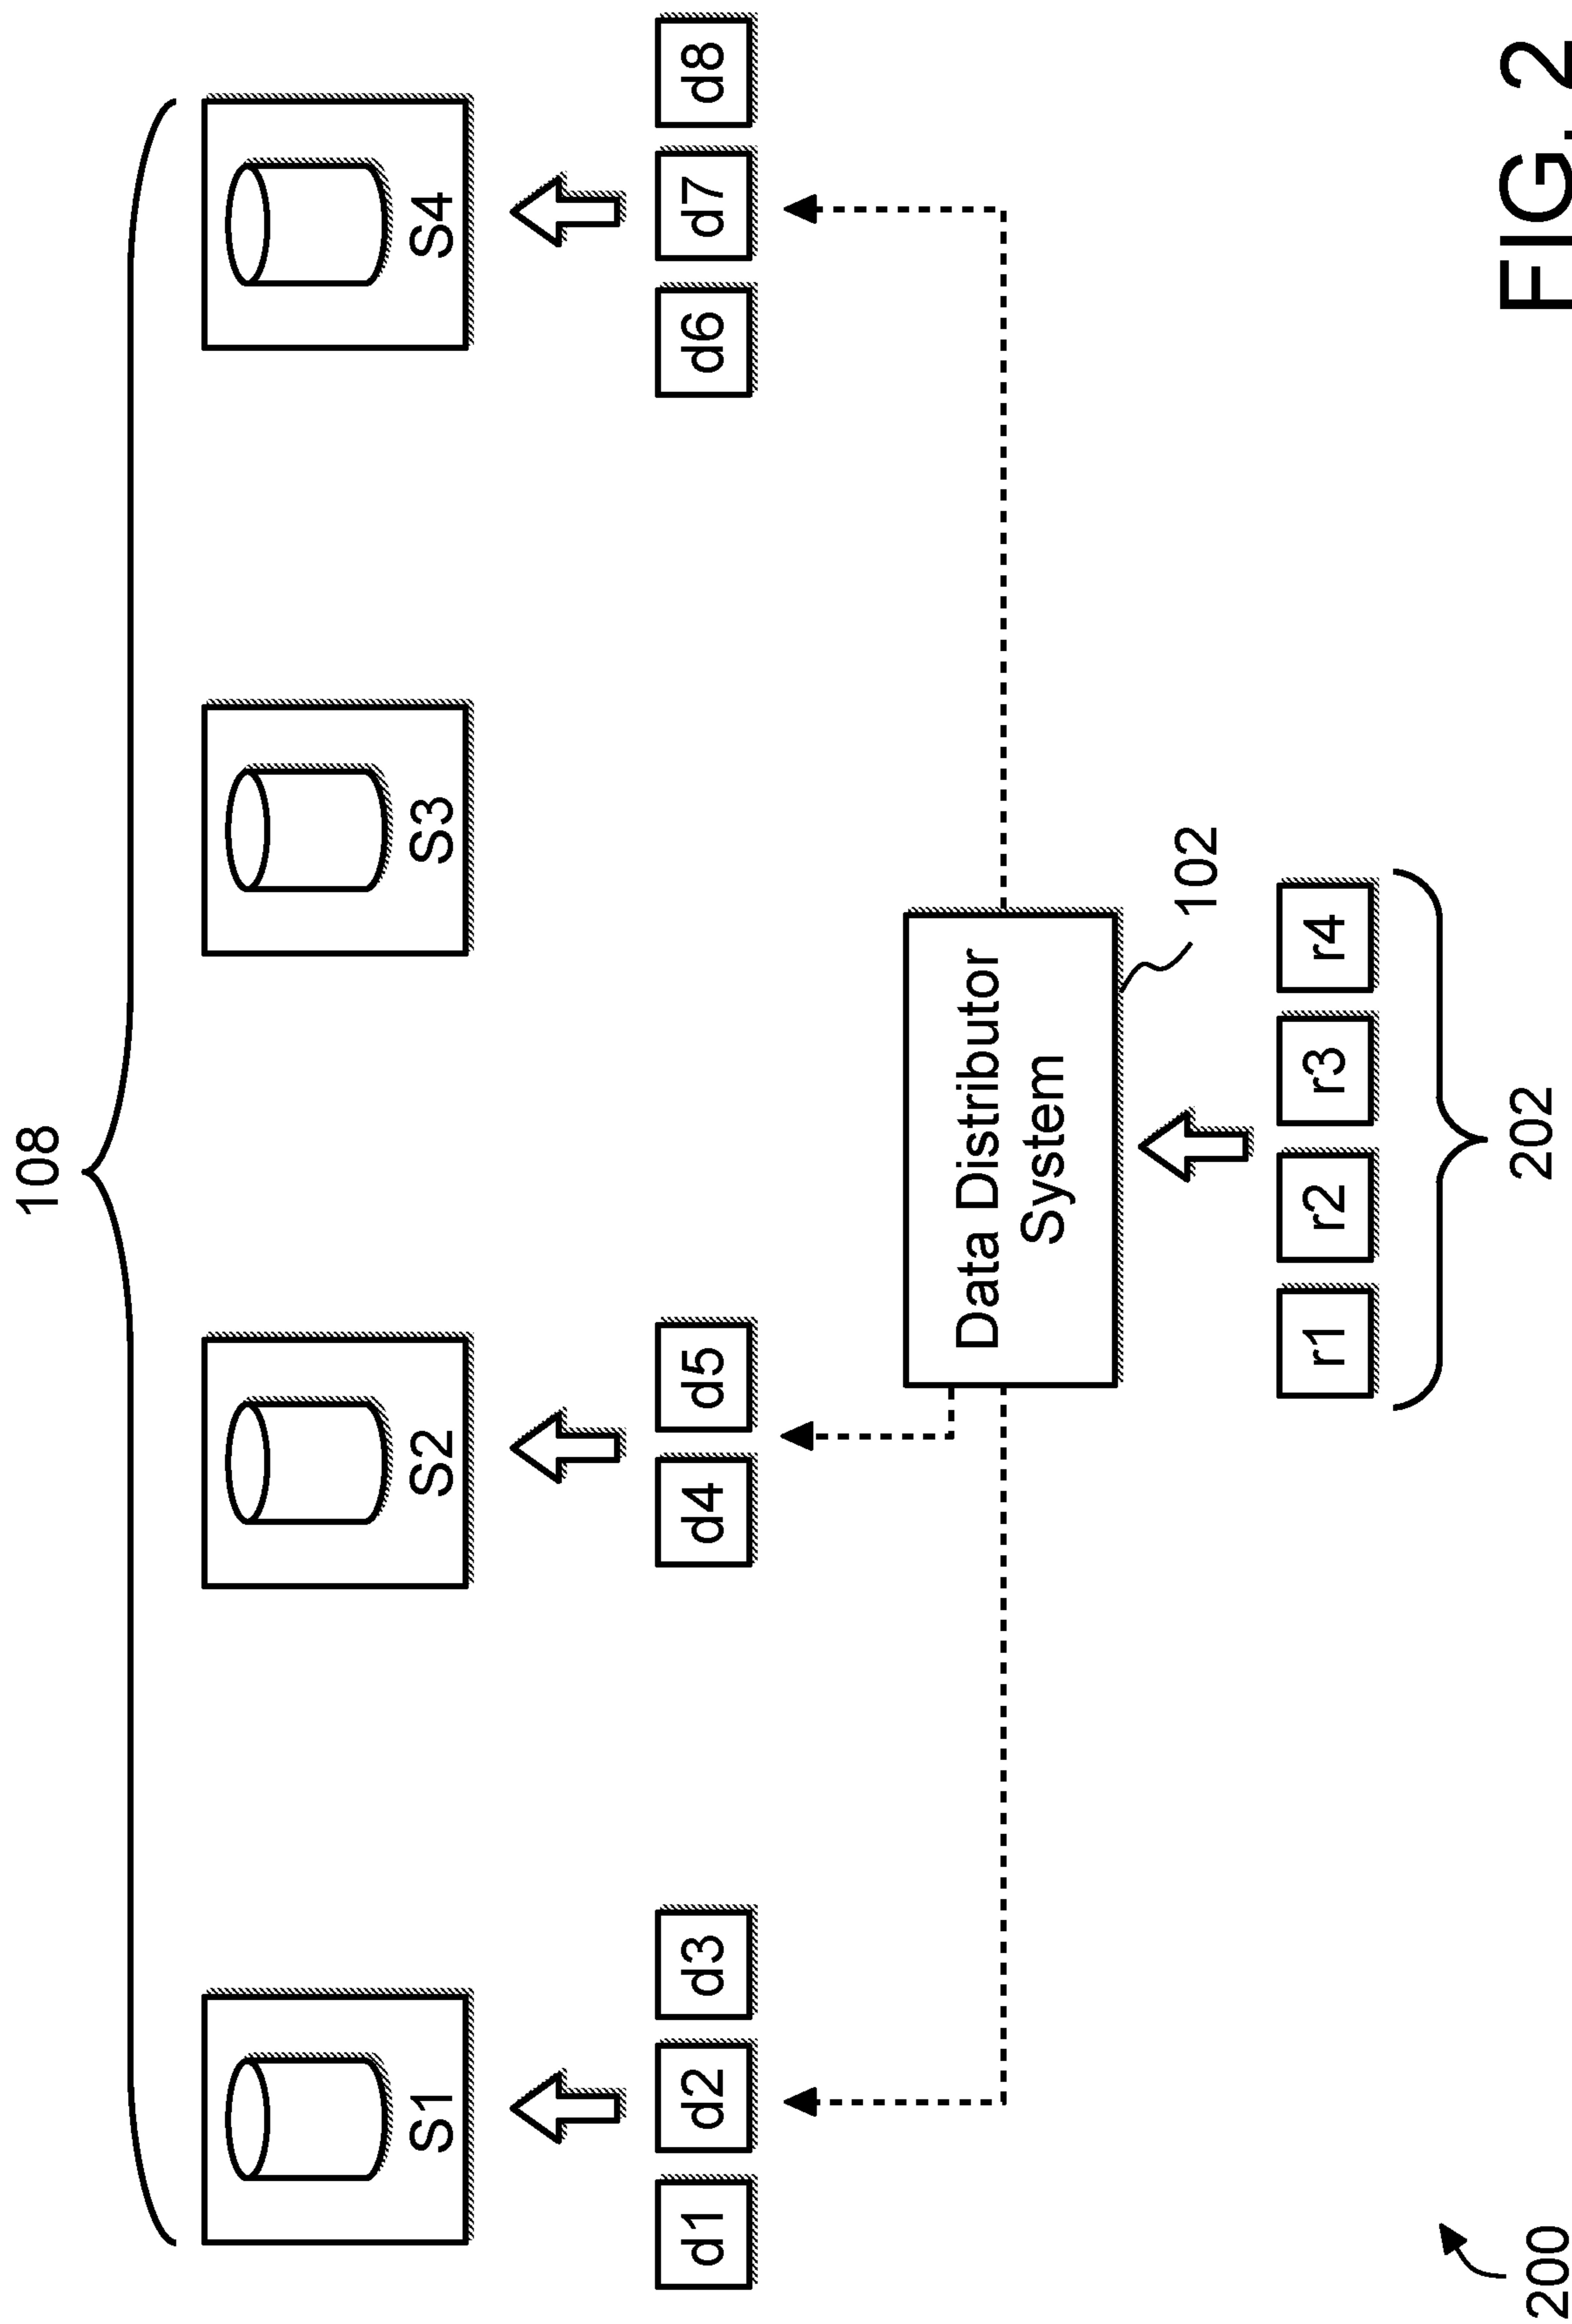 108
S1
S2
S3
S4
d1
d2
d3
d4
d5
d6
d7
d8
Data Distributor
System
102
r1
r2
r3
r4
202
200
FIG. 2